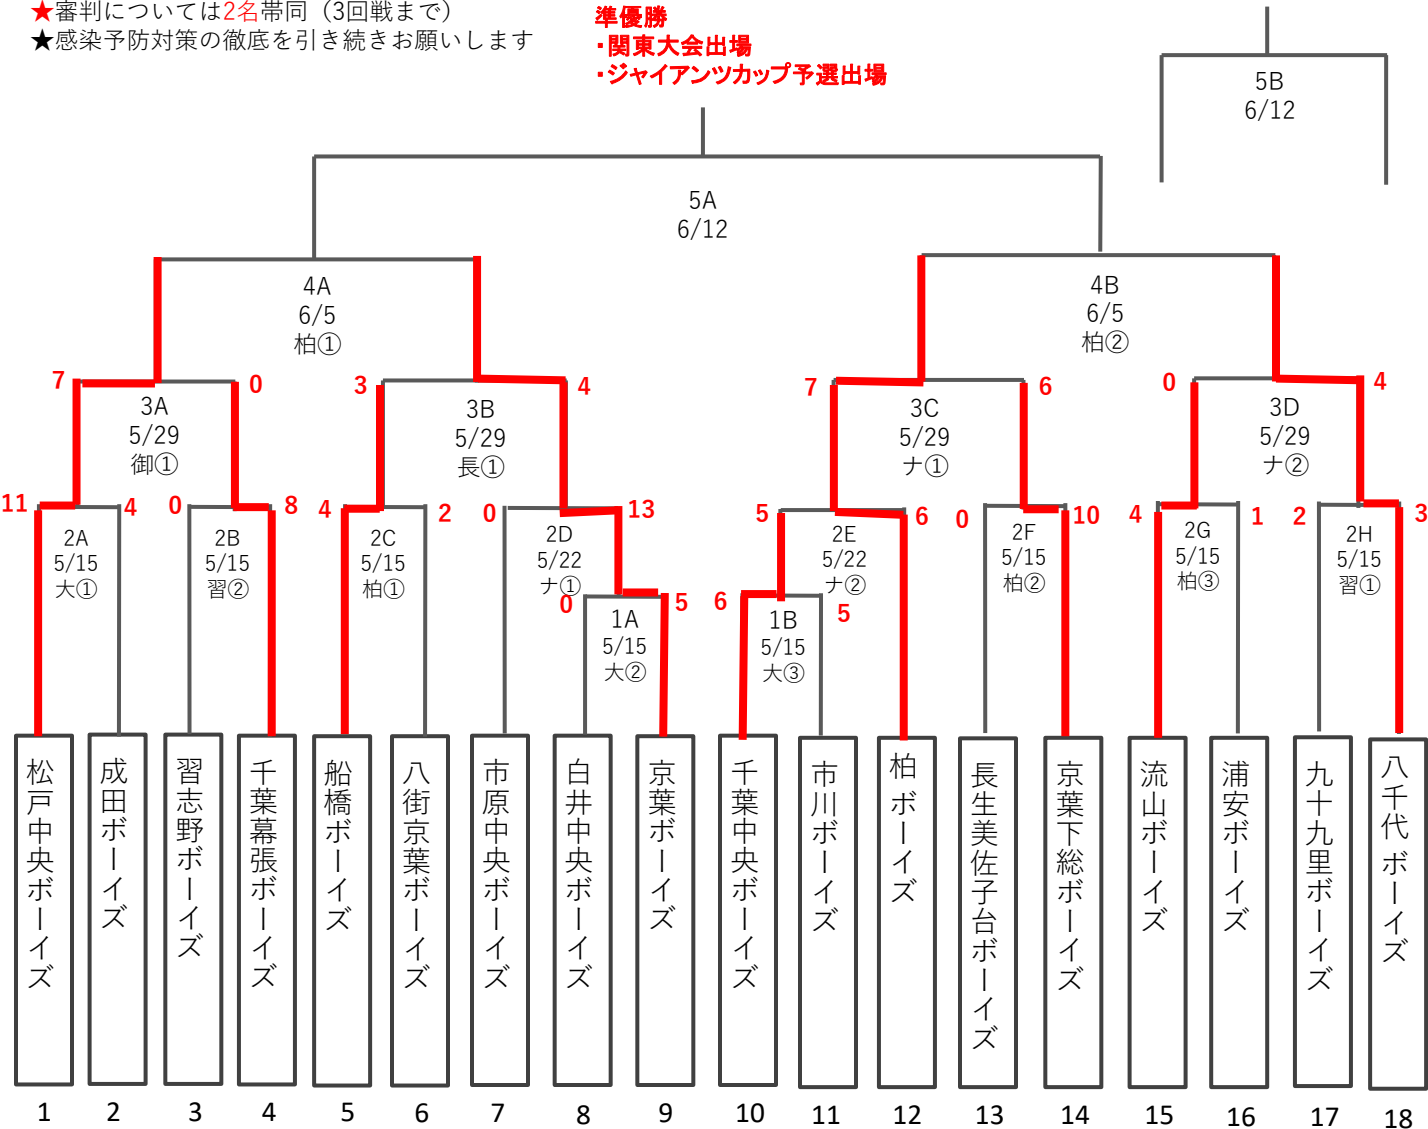 ★審判については2名帯同（3回戦まで）
★感染予防対策の徹底を引き続きお願いします
準優勝
・関東大会出場
・ジャイアンツカップ予選出場
5B
6/12
5A
6/12
4A
6/5
柏①
4B
6/5
柏②
7
0
3
4
7
6
0
4
3A
5/29
御①
3B
5/29
長①
3C
5/29
ナ①
3D
5/29
ナ②
11
4
0
8
4
2
0
13
5
6
0
10
4
1
2
3
2A
5/15
大①
2B
5/15
習②
2C
5/15
柏①
2D
5/22
ナ①
2E
5/22
ナ②
2F
5/15
柏②
2G
5/15
柏③
2H
5/15
習①
0
5
6
5
1A
5/15
大②
1B
5/15
大③
松戸中央ボーイズ
成田ボーイズ
習志野ボーイズ
千葉幕張ボーイズ
船橋ボーイズ
八街京葉ボーイズ
市原中央ボーイズ
白井中央ボーイズ
京葉ボーイズ
千葉中央ボーイズ
市川ボーイズ
柏 ボーイズ
長生美佐子台ボーイズ
京葉下総ボーイズ
流山ボーイズ
浦安ボーイズ
九十九里ボーイズ
八千代 ボーイズ
1
2
3
4
5
6
7
8
9
10
11
12
13
14
15
16
17
18